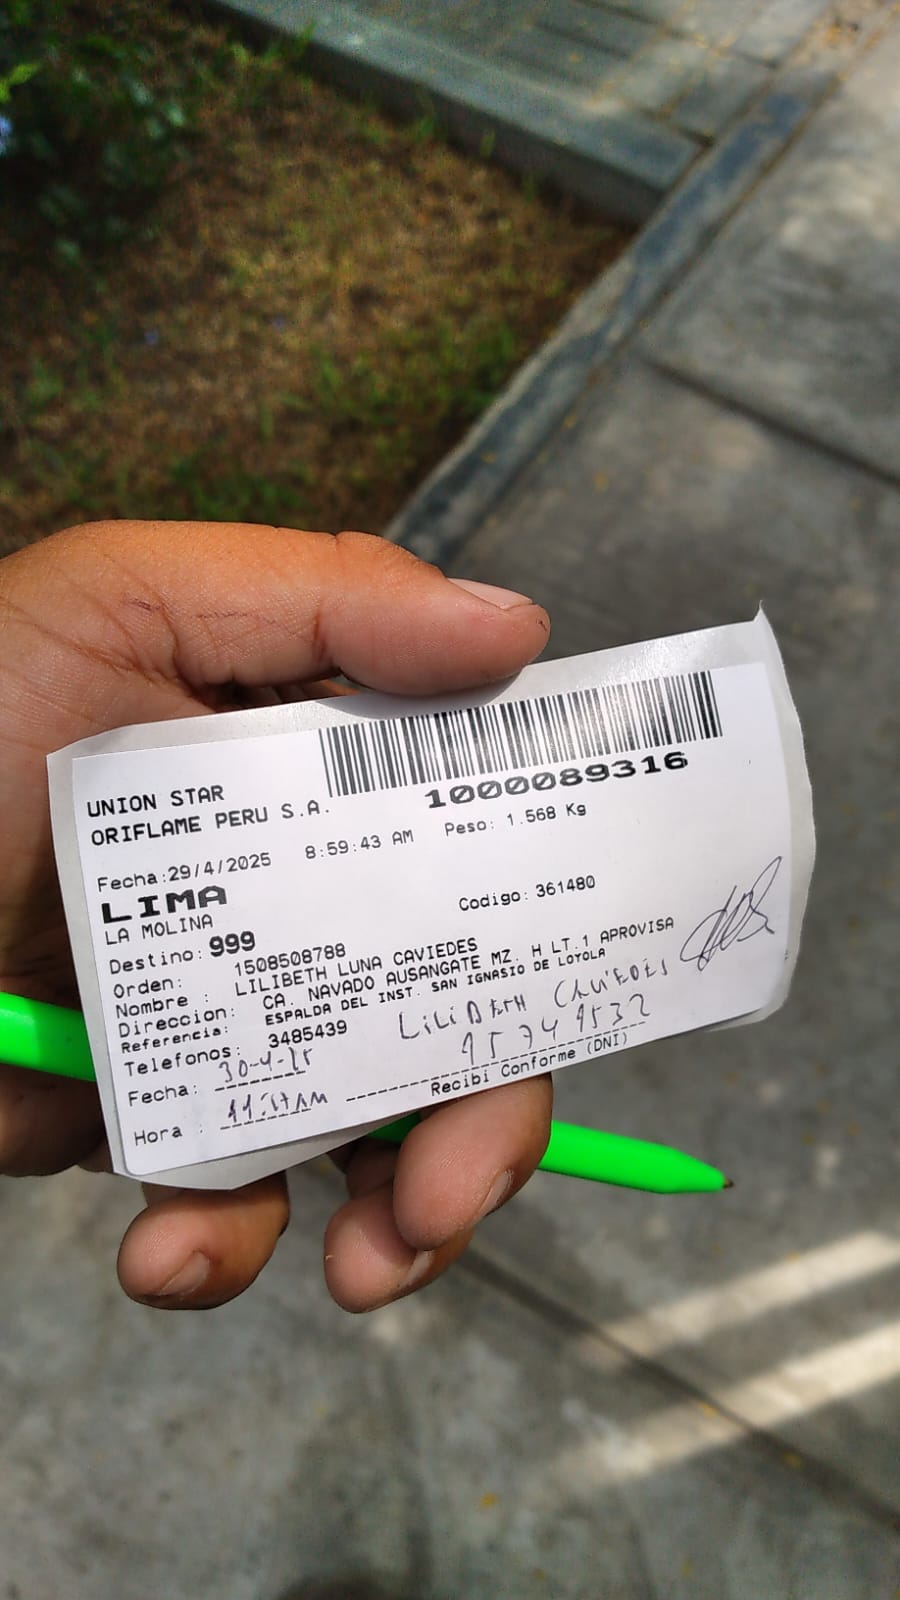 1000089316
UNION STAR
ORIFLAME PERU S.A.
Fecha:29/4/2025 8:59:43 AM Peso: 1.568 Kg
LIMA
LA MOLINA Codigo: 361480
Destino: 999
Orden: 1508508788
Nombre : LILIBETH LUNA CAVIEDES
Direccion: CA. NAVADO AUSANGATE MZ. H LT.1 APROVISA
Referencia: ESPALDA DEL INST. SAN IGNASIO DE LOYOLA
Telefonos: 3485439
LiLiBETH CAVIEDES
Fecha: 30-4-25
Hora :
Recibi Conforme (DNI)